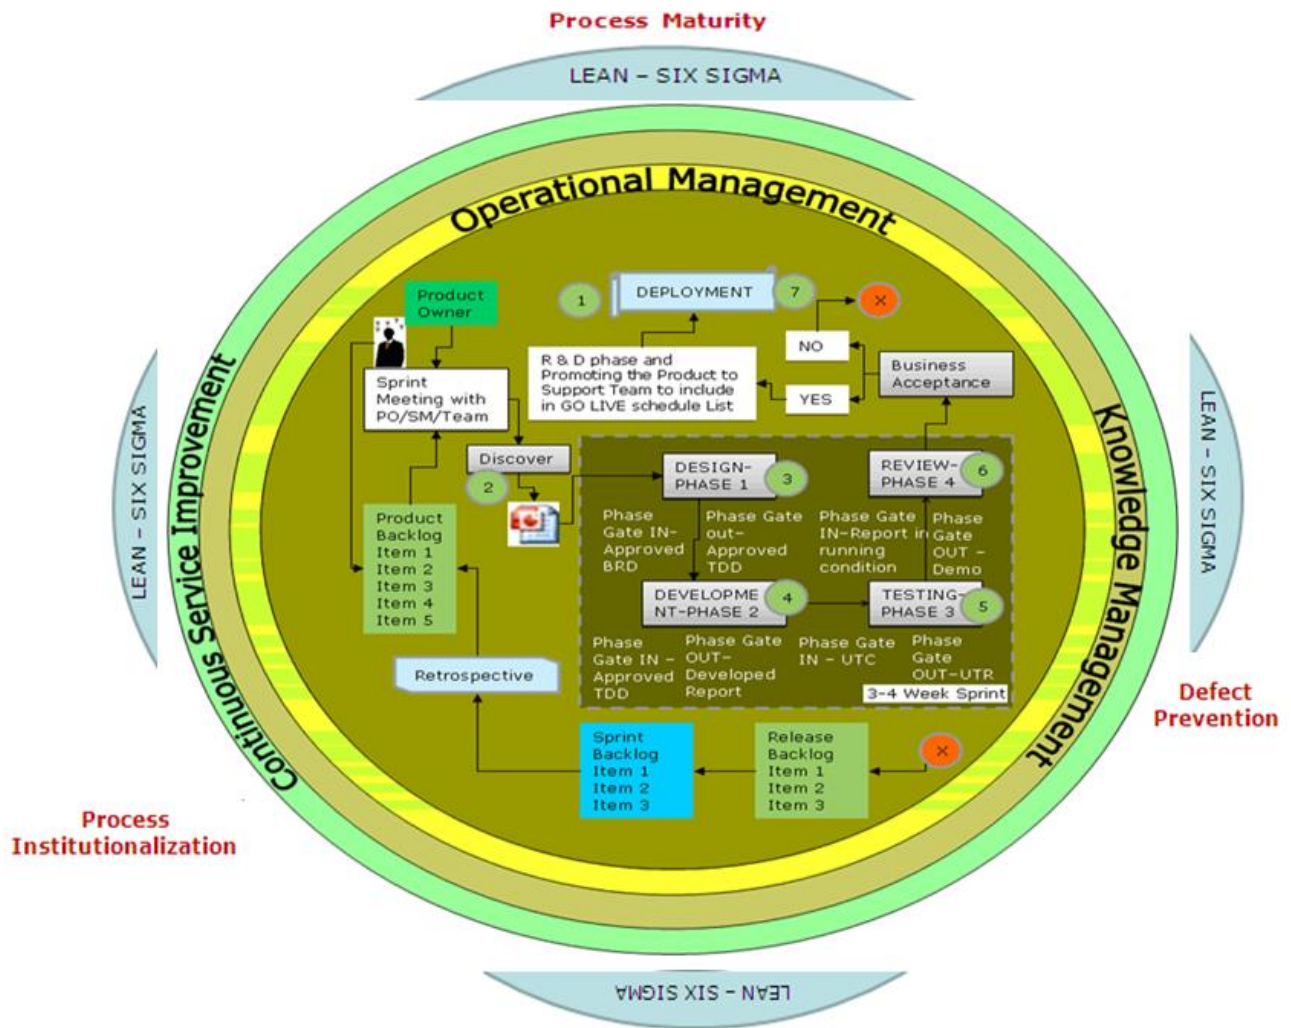 Process Maturity
LEAN – SIX SIGMA
Operational Management
Continuous Service Improvement
Knowledge Management
LEAN – SIX SIGMA
LEAN – SIX SIGMA
Product
Owner
1
DEPLOYMENT
7
X
NO
R & D phase and
Promoting the Product to
Support Team to include
in GO LIVE schedule List
YES
Business
Acceptance
Sprint
Meeting with
PO/SM/Team
Discover
2
DESIGN–
PHASE 1
3
REVIEW–
PHASE 4
6
Product
Backlog
Item 1
Item 2
Item 3
Item 4
Item 5
Phase
Gate IN–
Approved
BRD
Phase Gate
out–
Approved
TDD
Phase Gate
IN–Report in
running
condition
Phase
Gate
OUT –
Demo
DEVELOPME
NT–PHASE 2
4
TESTING–
PHASE 3
5
Phase
Gate IN –
Approved
TDD
Phase Gate
OUT–
Developed
Report
Phase Gate
IN – UTC
Phase
Gate
OUT–UTR
3–4 Week Sprint
Retrospective
Defect
Prevention
Sprint
Backlog
Item 1
Item 2
Item 3
Release
Backlog
Item 1
Item 2
Item 3
X
Process
Institutionalization
LEAN – SIX SIGMA